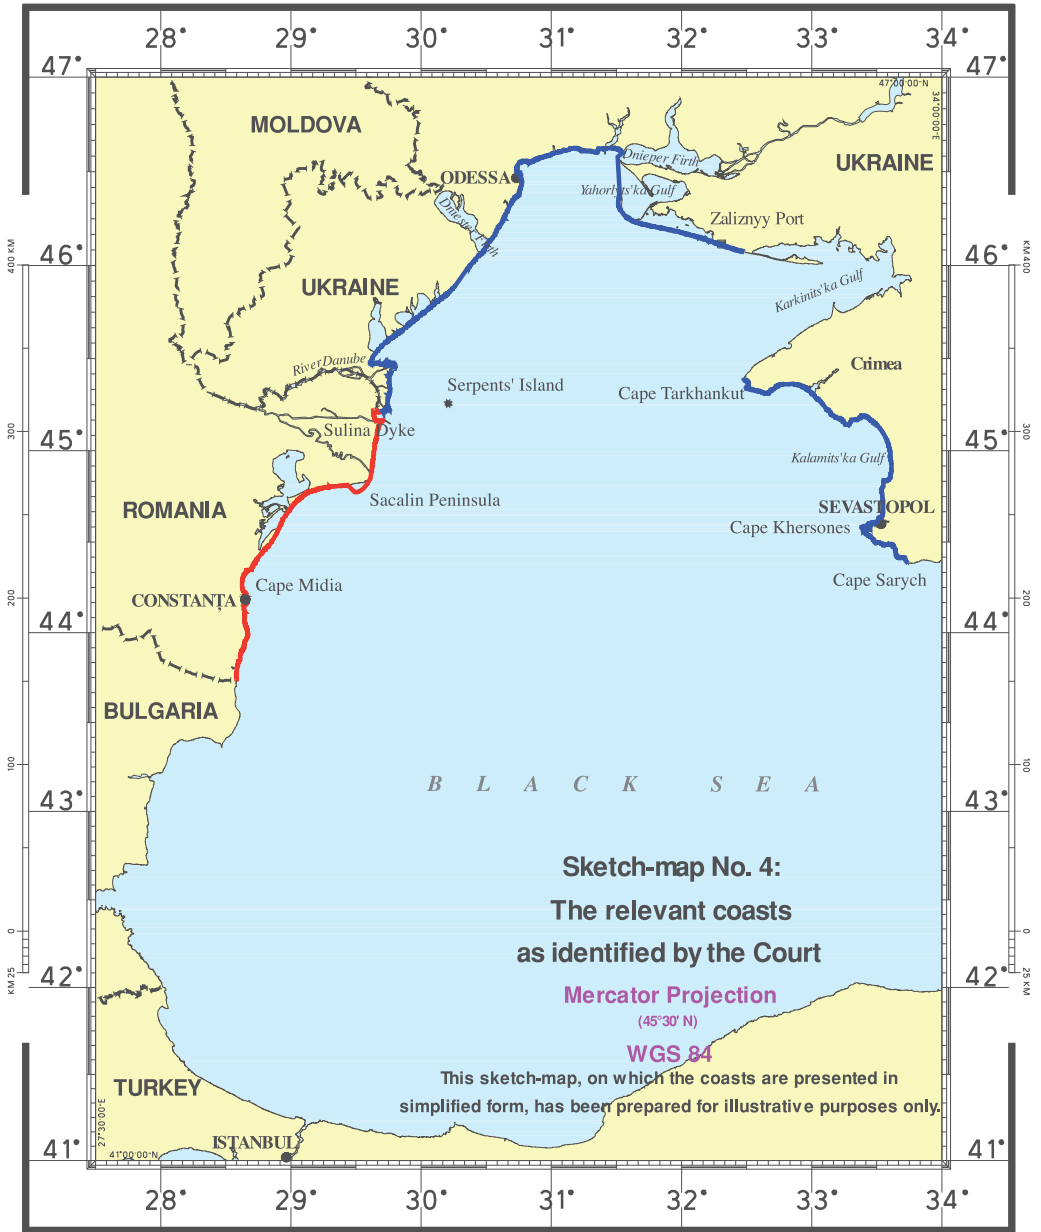 28° 29° 30° 31° 32° 33° 34°
47° 47°
47°00'00"N
34°00'00"E
MOLDOVA
Dnieper Firth
UKRAINE
ODESSA
Yahorlyts'ka Gulf
Dniester Firth
Zaliznyy Port
46° 46°
400 KM
KM 400
UKRAINE
Karkinits'ka Gulf
River Danube
Crimea
Serpents' Island
Cape Tarkhankut
Sulina Dyke
45° 45°
300 300
Kalamits'ka Gulf
Sacalin Peninsula
ROMANIA
SEVASTOPOL
Cape Khersones
Cape Midia
Cape Sarych
CONSTANȚA
200 200
44° 44°
BULGARIA
100 100
BLACK SEA
43° 43°
Sketch-map No. 4:
The relevant coasts
as identified by the Court
0 0
42° 42°
KM 25
25 KM
Mercator Projection
(45°30' N)
WGS 84
TURKEY
This sketch-map, on which the coasts are presented in
simplified form, has been prepared for illustrative purposes only.
27°30'00"E
ISTANBUL
41° 41°
41°00'00"N
28° 29° 30° 31° 32° 33° 34°